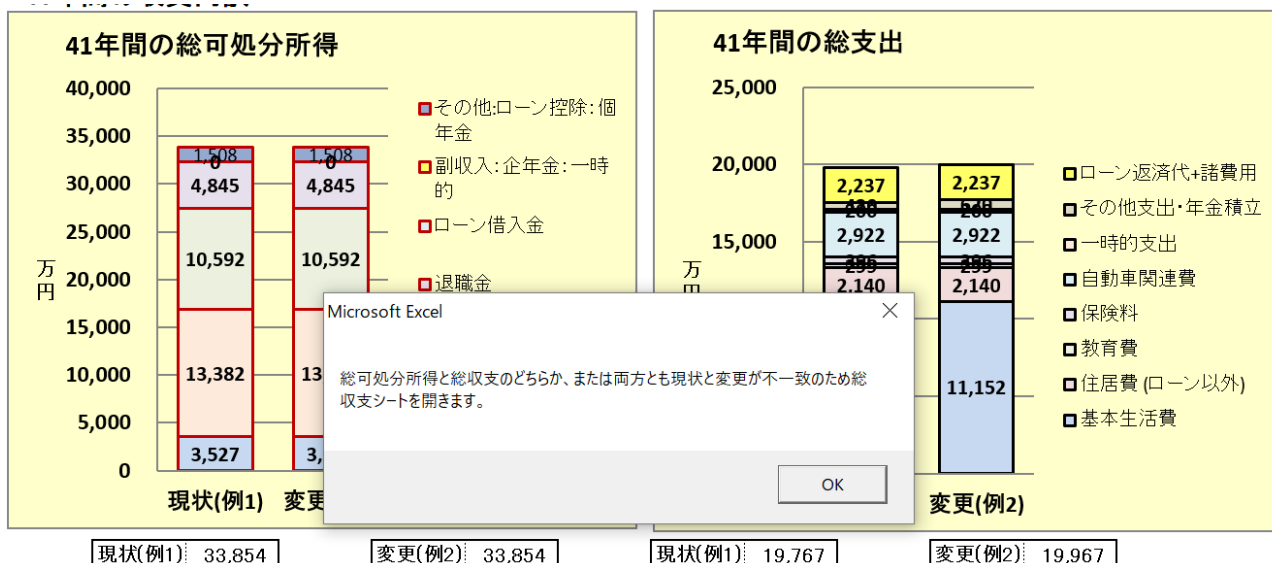 41年間の総可処分所得
40,000
35,000
30,000
25,000
20,000
15,000
10,000
5,000
0
万円
1,508
0
4,845
10,592
13,382
3,527
1,508
0
4,845
10,592
13
3,
現状(例1)
変更
その他:ローン控除:個
年金
副収入:企年金:一時
的
ローン借入金
退職金
41年間の総支出
25,000
20,000
15,000
万
2,237
2,922
2,140
2,237
2,922
2,140
11,152
変更(例2)
ローン返済代+諸費用
その他支出・年金積立
一時的支出
自動車関連費
保険料
教育費
住居費(ローン以外)
基本生活費
Microsoft Excel
総可処分所得と総収支のどちらか、または両方とも現状と変更が不一致のため総
収支シートを開きます。
OK
現状(例1) 33,854
変更(例2) 33,854
現状(例1) 19,767
変更(例2) 19,967